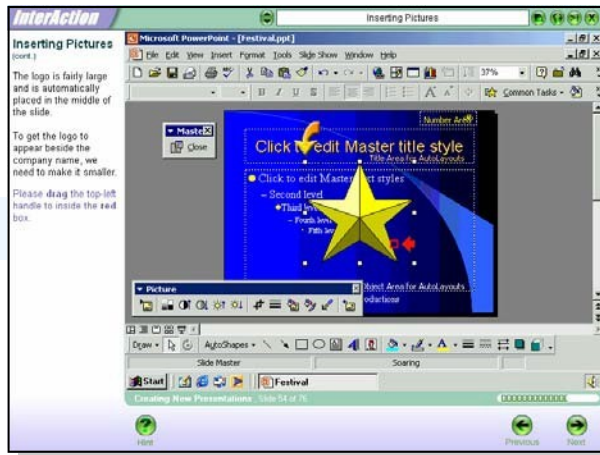 InterAction
Inserting Pictures
Inserting Pictures
(cont.)
The logo is fairly large
and is automatically
placed in the middle of
the slide.
To get the logo to
appear beside the
company name, we
need to make it smaller.
Please drag the top-left
handle to inside the red
box.
Microsoft PowerPoint - [Festival.ppt]
File Edit View Insert Format Tools Slide Show Window Help
37%
B I U S
Common Tasks
Number Area
Close
Click to edit Master title style
Title Area for AutoLayouts
Click to edit Master text styles
Second level
Third level
Fourth level
Object Area for AutoLayouts
Picture
Draw AutoShapes
Slide Master Soaring
Start Festival
Creating New Presentations Slide 54 of 76
Hint Previous Next